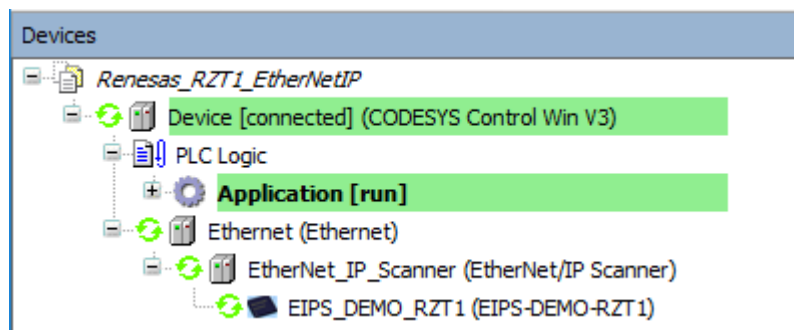 Devices
Renesas_RZT1_EtherNetIP
Device [connected] (CODESYS Control Win V3)
PLC Logic
Application [run]
Ethernet (Ethernet)
EtherNet_IP_Scanner (EtherNet/IP Scanner)
EIPS_DEMO_RZT1 (EIPS-DEMO-RZT1)